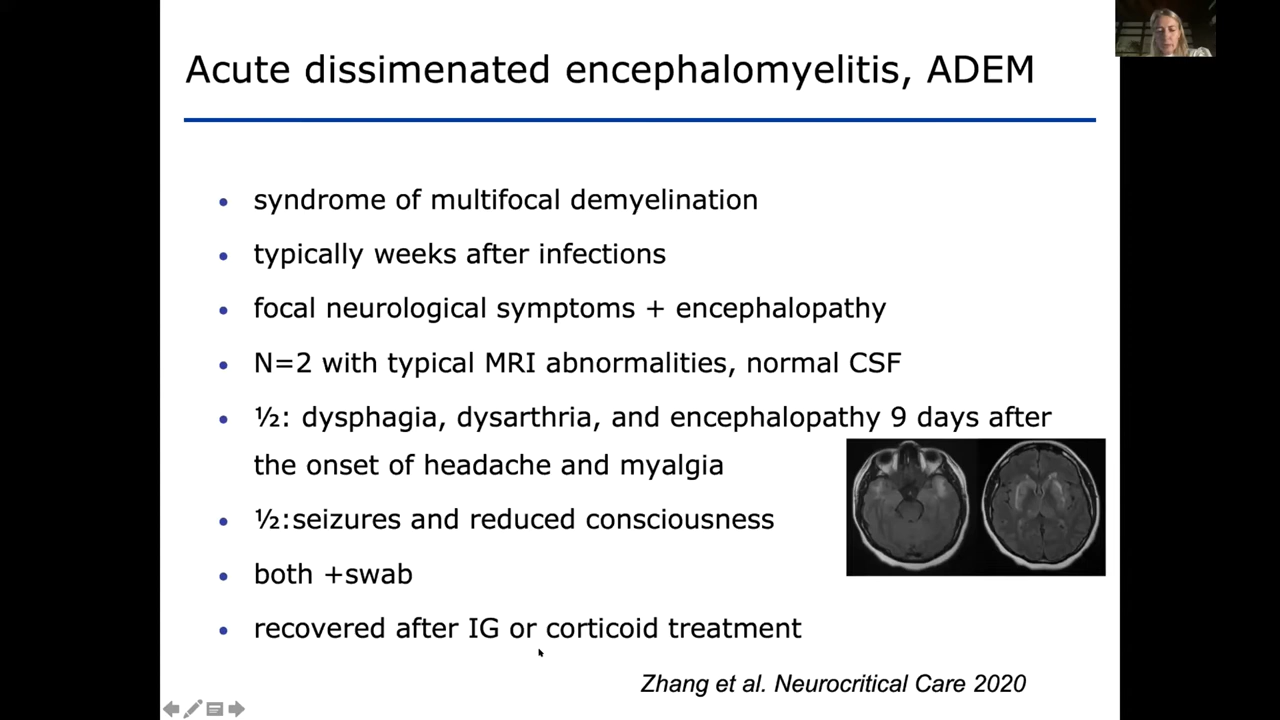 Acute dissimenated encephalomyelitis, ADEM
syndrome of multifocal demyelination
typically weeks after infections
focal neurological symptoms + encephalopathy
N=2 with typical MRI abnormalities, normal CSF
½: dysphagia, dysarthria, and encephalopathy 9 days after
the onset of headache and myalgia
½:seizures and reduced consciousness
both +swab
recovered after IG or corticoid treatment
Zhang et al. Neurocritical Care 2020